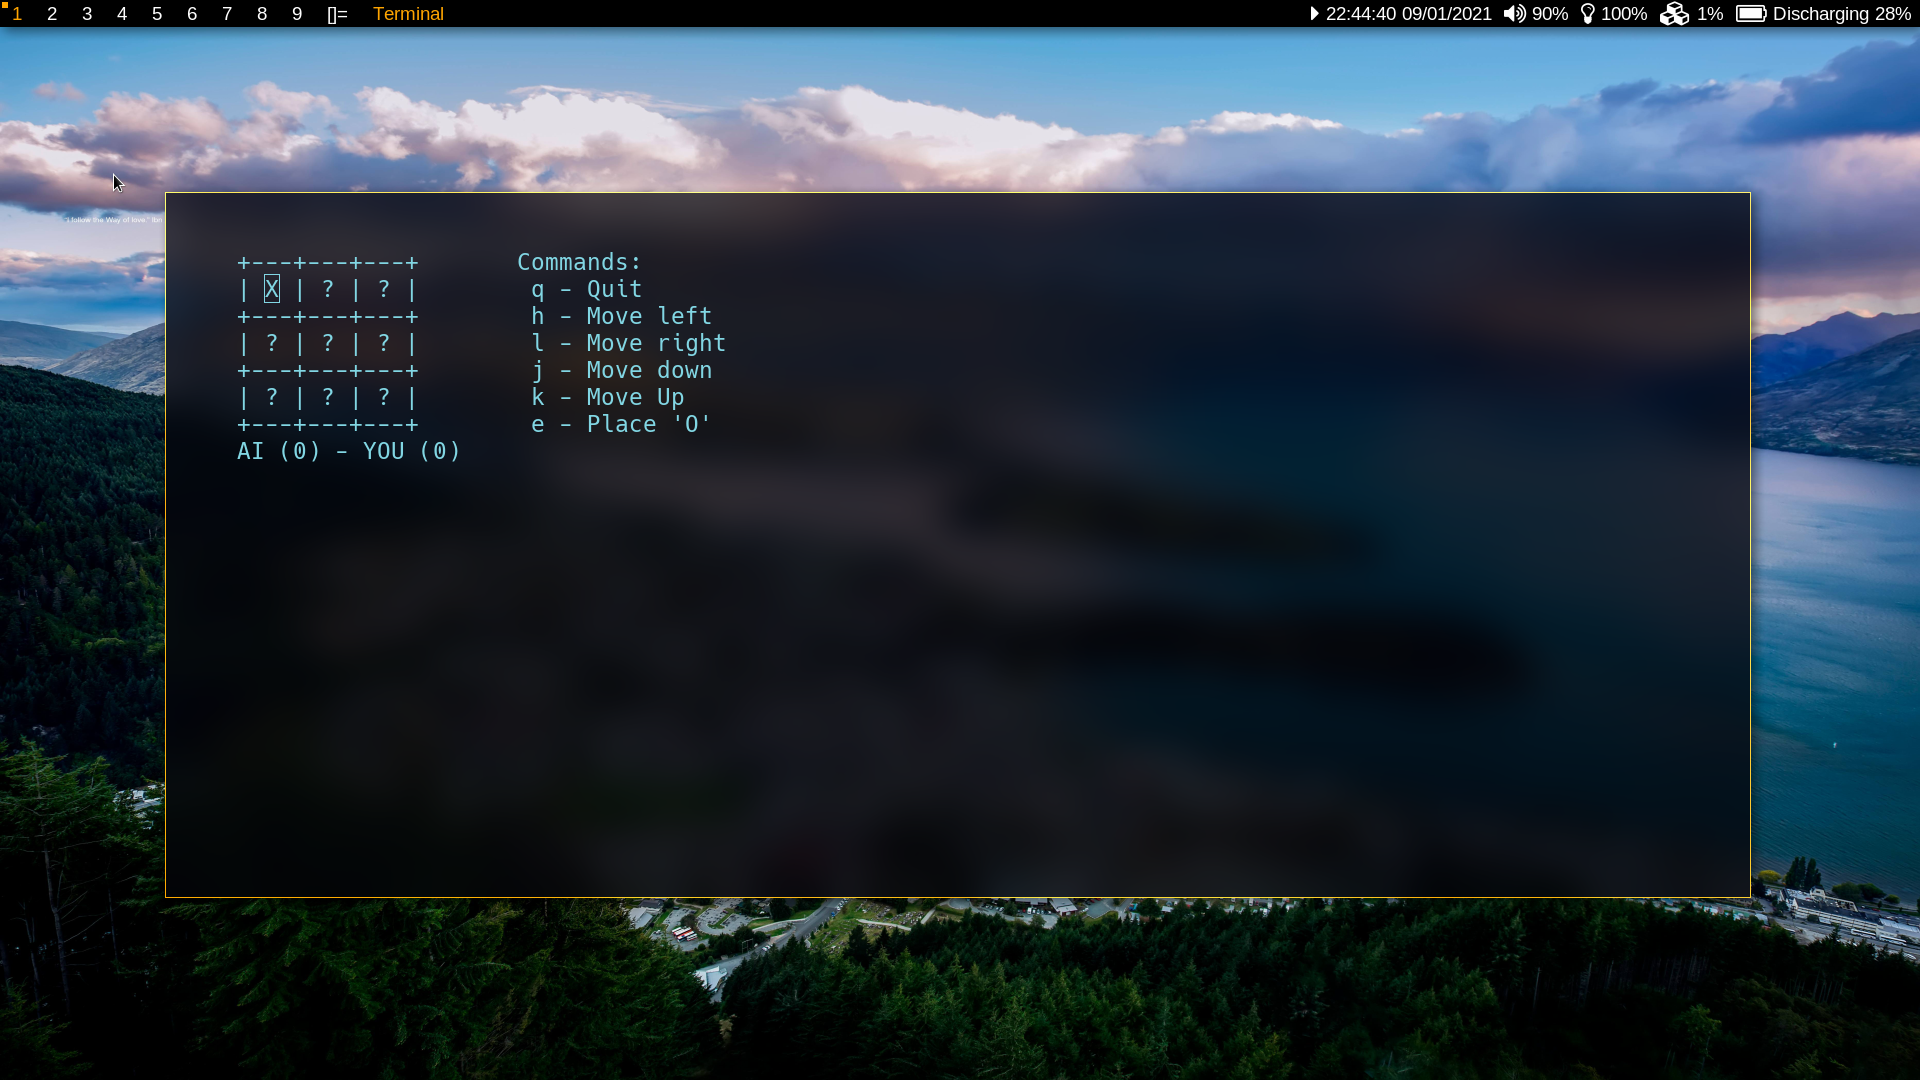 1 2 3 4 5 6 7 8 9 []= Terminal 22:44:40 09/01/2021 90% 100% 1% Discharging 28%
"I follow the Way of love."
+---+---+---+ Commands:
| X | ? | ? | q - Quit
+---+---+---+ h - Move left
| ? | ? | ? | l - Move right
+---+---+---+ j - Move down
| ? | ? | ? | k - Move Up
+---+---+---+ e - Place 'O'
AI (0) - YOU (0)